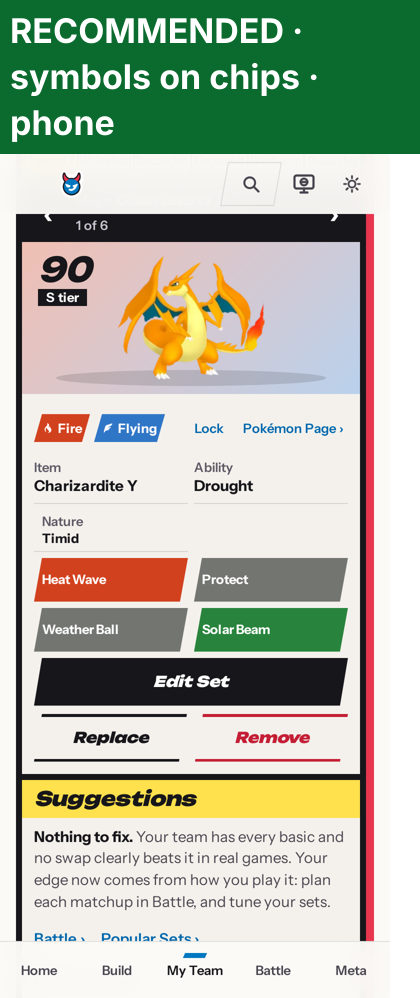 RECOMMENDED ·
symbols on chips ·
phone
1 of 6
90
S tier
Fire
Flying
Lock
Pokémon Page ›
Item
Charizardite Y
Ability
Drought
Nature
Timid
Heat Wave
Protect
Weather Ball
Solar Beam
Edit Set
Replace
Remove
Suggestions
Nothing to fix. Your team has every basic and
no swap clearly beats it in real games. Your
edge now comes from how you play it: plan
each matchup in Battle, and tune your sets.
Battle ›
Popular Sets ›
Home
Build
My Team
Battle
Meta